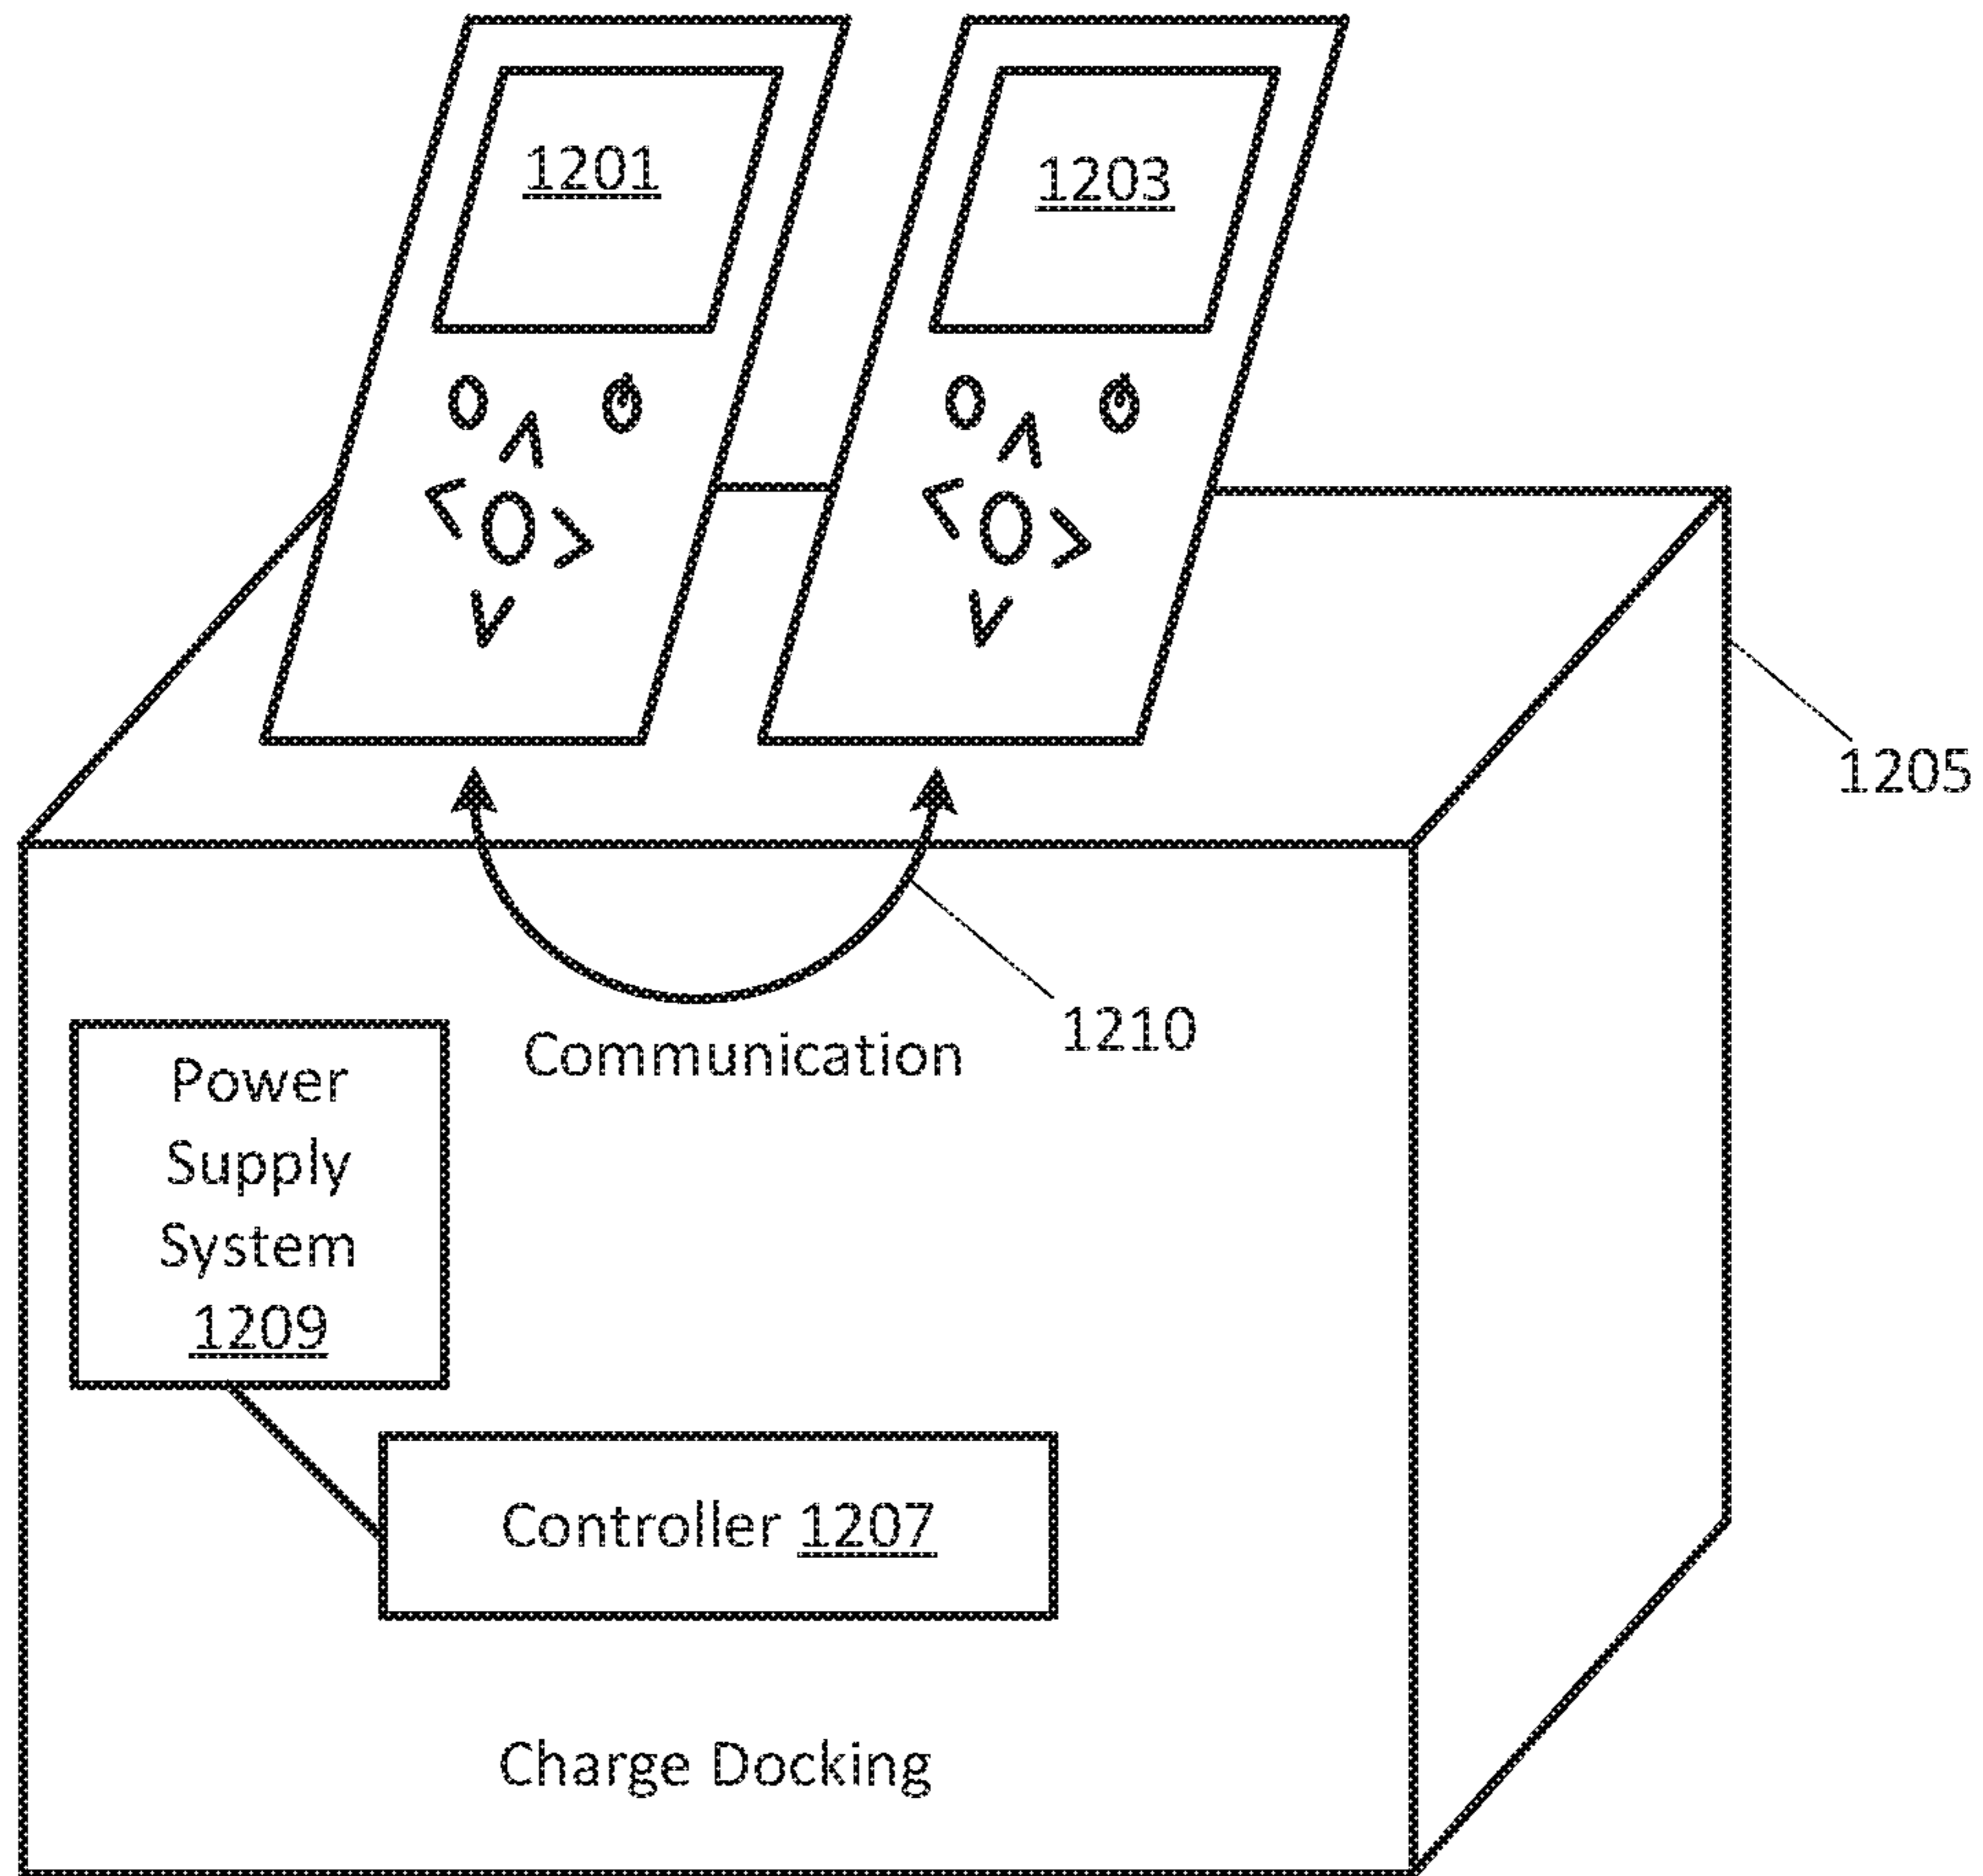 1201
1203
1205
1210
Communication
Power
Supply
System
1209
Controller 1207
Charge Docking